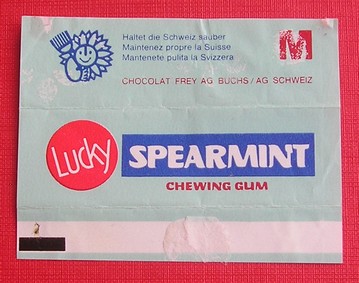 Haltet die Schweiz sauber
Maintenez propre la Suisse
Mantenete pulita la Svizzera
M
CHOCOLAT FREY AG BUCHS / AG SCHWEIZ
Lucky
SPEARMINT
CHEWING GUM